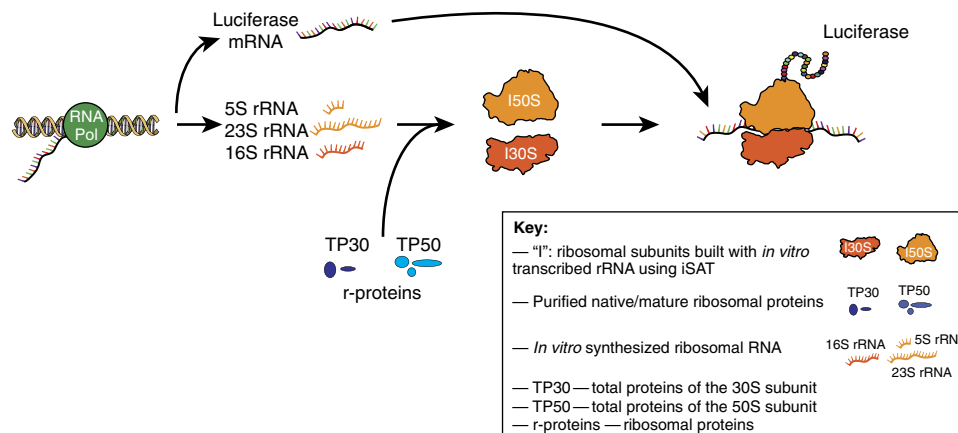 Luciferase
mRNA
Luciferase
RNA
Pol
5S rRNA
23S rRNA
16S rRNA
I50S
I30S
TP30 TP50
r-proteins
Key:
— “I”: ribosomal subunits built with in vitro
transcribed rRNA using iSAT
I30S I50S
— Purified native/mature ribosomal proteins
TP30 TP50
— In vitro synthesized ribosomal RNA
16S rRNA 5S rRN
23S rRNA
— TP30 — total proteins of the 30S subunit
— TP50 — total proteins of the 50S subunit
— r-proteins — ribosomal proteins